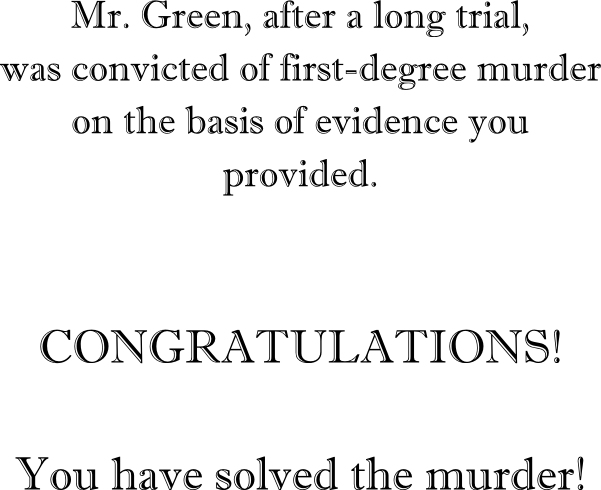 Mr. Green, after a long trial,
was convicted of first-degree murder
on the basis of evidence you
provided.
CONGRATULATIONS!
You have solved the murder!